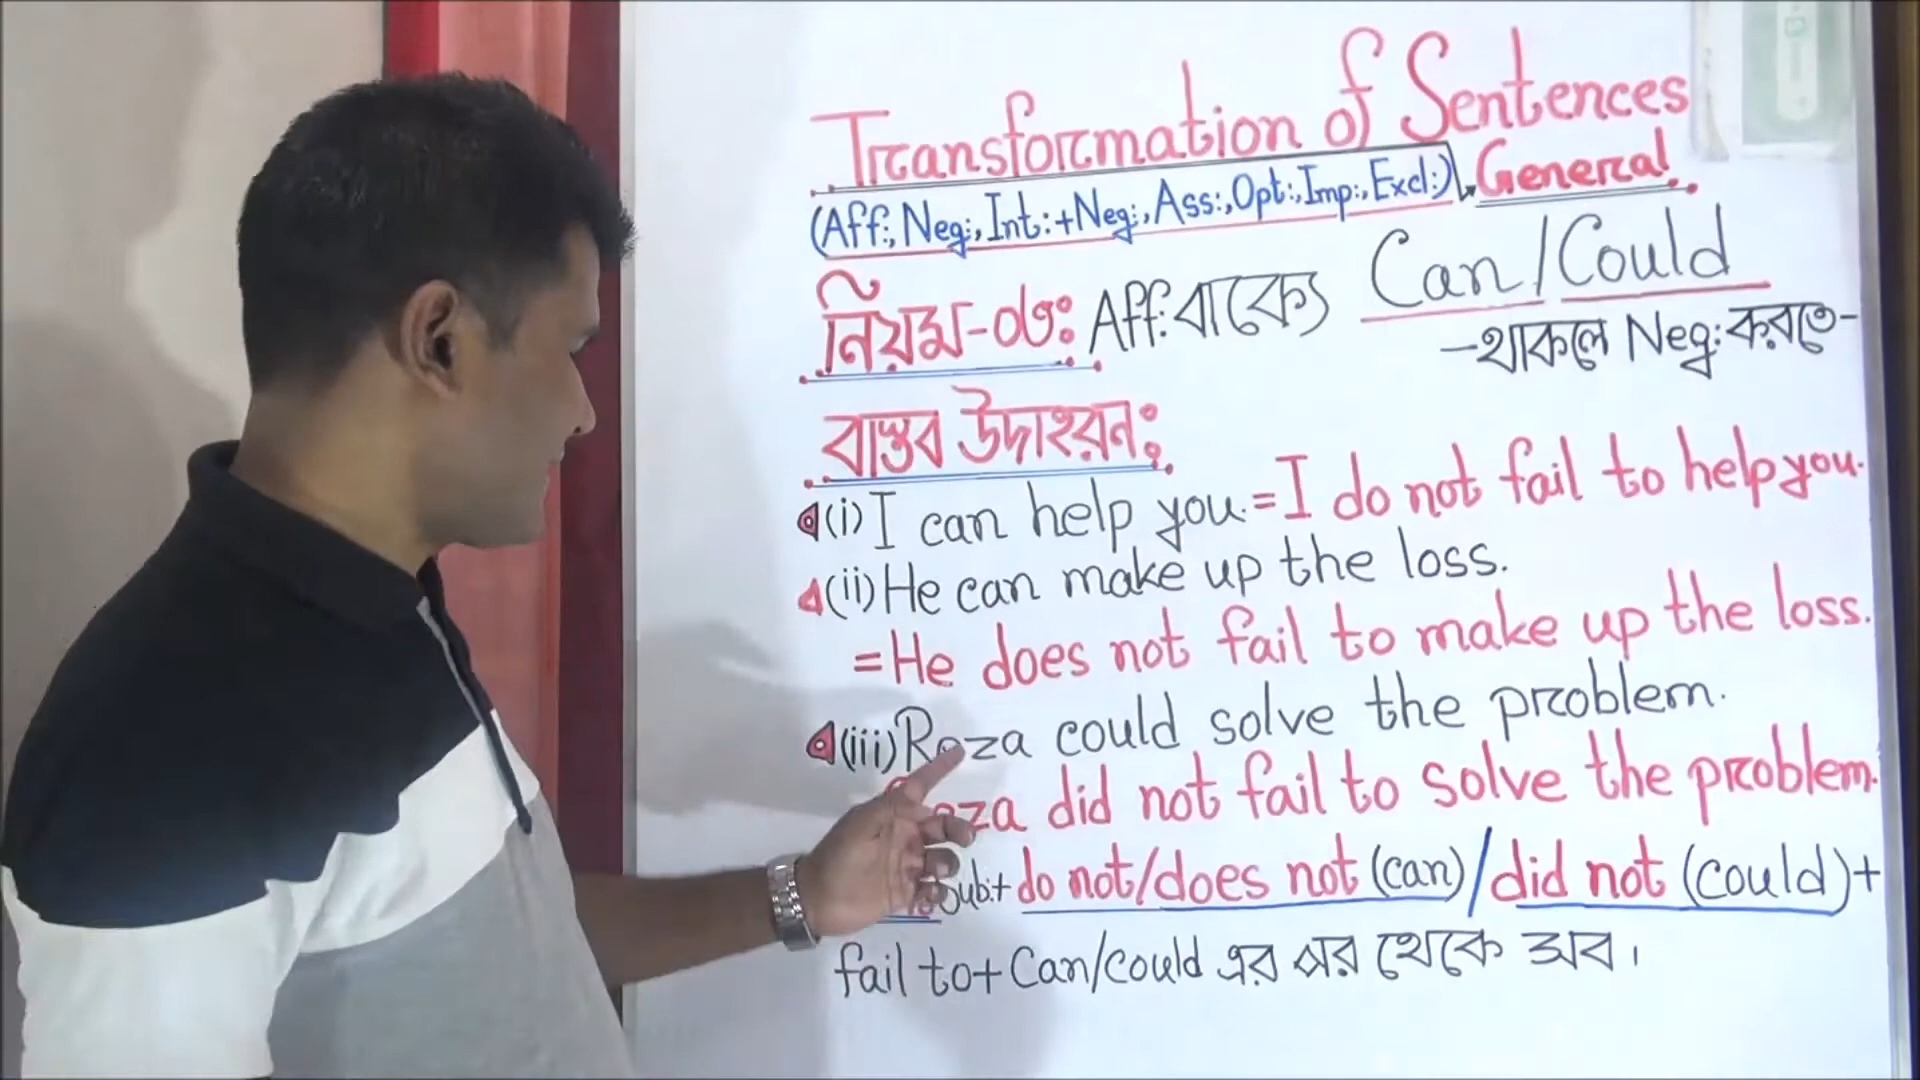 Transformation of Sentences
(Aff:, Neg:, Int:+Neg:, Ass:, Opt:, Imp:, Excl:) General
নিয়ম-০৬: Aff: বাক্যে Can/Could
-থাকলে Neg: করতে-
বাস্তব উদাহরন:
(i) I can help you. = I do not fail to help you.
(ii) He can make up the loss.
= He does not fail to make up the loss.
(iii) Roza could solve the problem.
did not fail to solve the problem.
Sub:+ do not/does not (can)/did not (could)+
fail to+ Can/could এর পর থেকে সব।